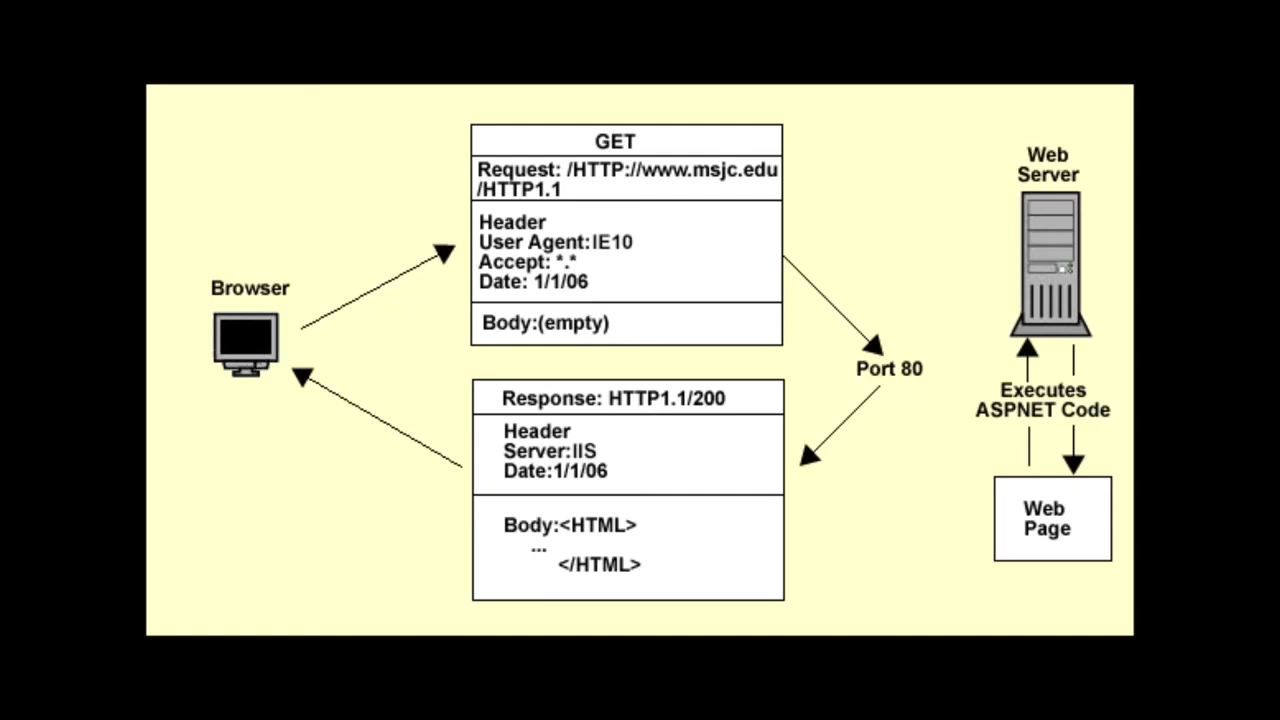 GET
Request: /HTTP://www.msjc.edu
/HTTP1.1
Header
User Agent:IE10
Accept: *.*
Date: 1/1/06
Body:(empty)
Browser
Web
Server
Port 80
Executes
ASPNET Code
Response: HTTP1.1/200
Header
Server:IIS
Date:1/1/06
Body:<HTML>
...
</HTML>
Web
Page